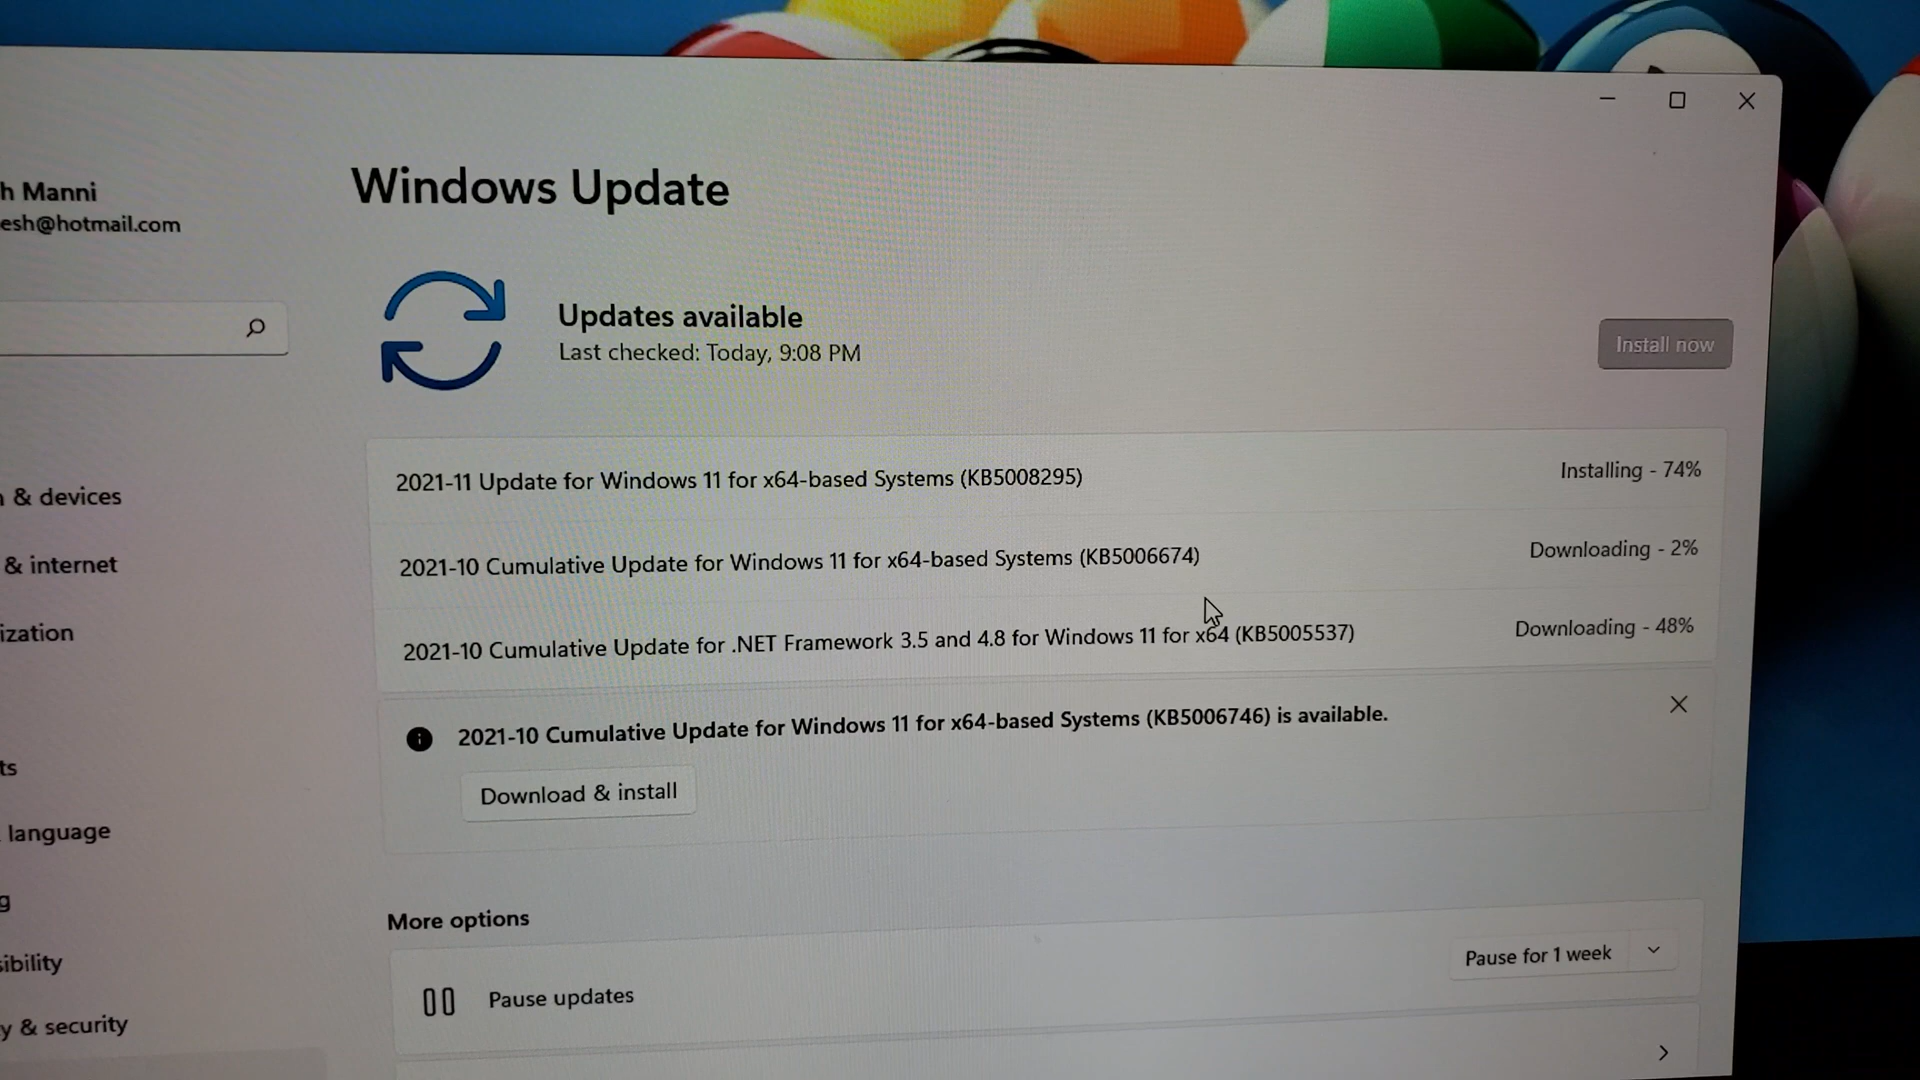 h Manni
esh@hotmail.com
& devices
& internet
ization
ts
language
g
sibility
y & security
Windows Update
Updates available
Last checked: Today, 9:08 PM
Install now
2021-11 Update for Windows 11 for x64-based Systems (KB5008295)
Installing - 74%
2021-10 Cumulative Update for Windows 11 for x64-based Systems (KB5006674)
Downloading - 2%
2021-10 Cumulative Update for .NET Framework 3.5 and 4.8 for Windows 11 for x64 (KB5005537)
Downloading - 48%
2021-10 Cumulative Update for Windows 11 for x64-based Systems (KB5006746) is available.
Download & install
More options
Pause updates
Pause for 1 week